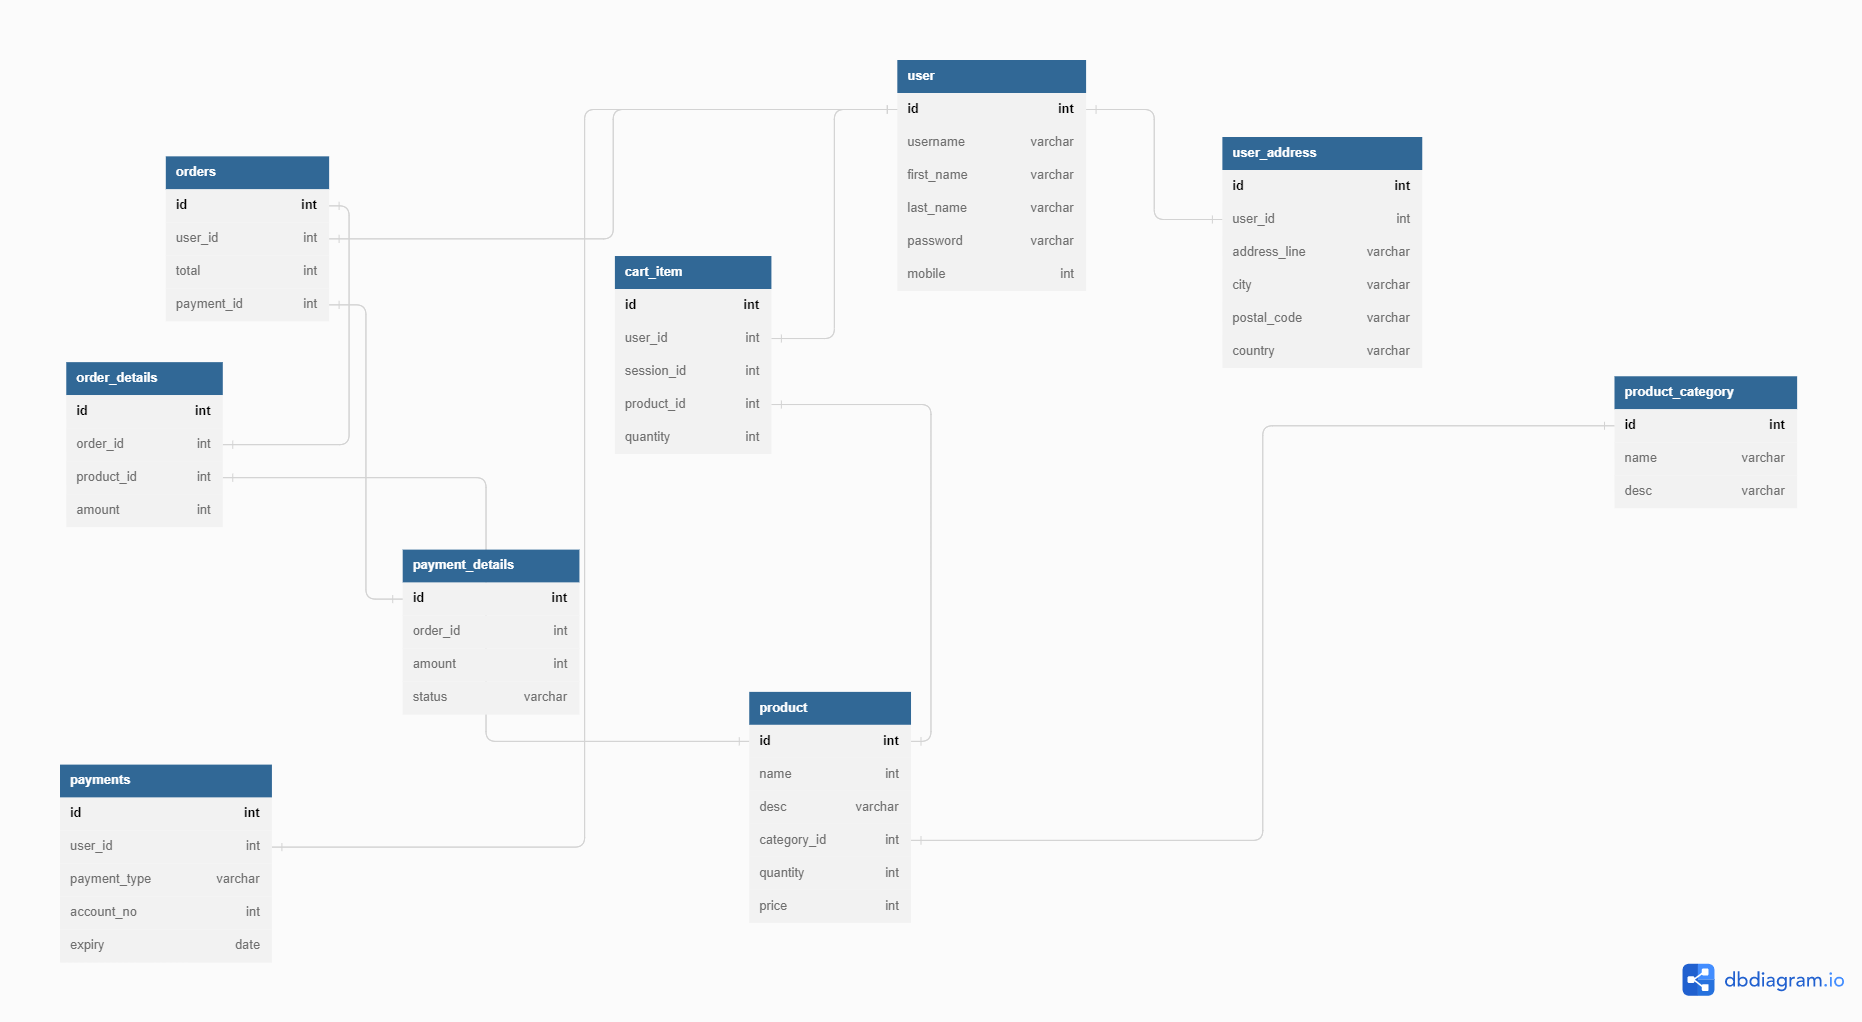 user
id int
username varchar
first_name varchar
last_name varchar
password varchar
mobile int
user_address
id int
user_id int
address_line varchar
city varchar
postal_code varchar
country varchar
orders
id int
user_id int
total int
payment_id int
cart_item
id int
user_id int
session_id int
product_id int
quantity int
order_details
id int
order_id int
product_id int
amount int
product_category
id int
name varchar
desc varchar
payment_details
id int
order_id int
amount int
status varchar
product
id int
name int
desc varchar
category_id int
quantity int
price int
payments
id int
user_id int
payment_type varchar
account_no int
expiry date
dbdiagram.io